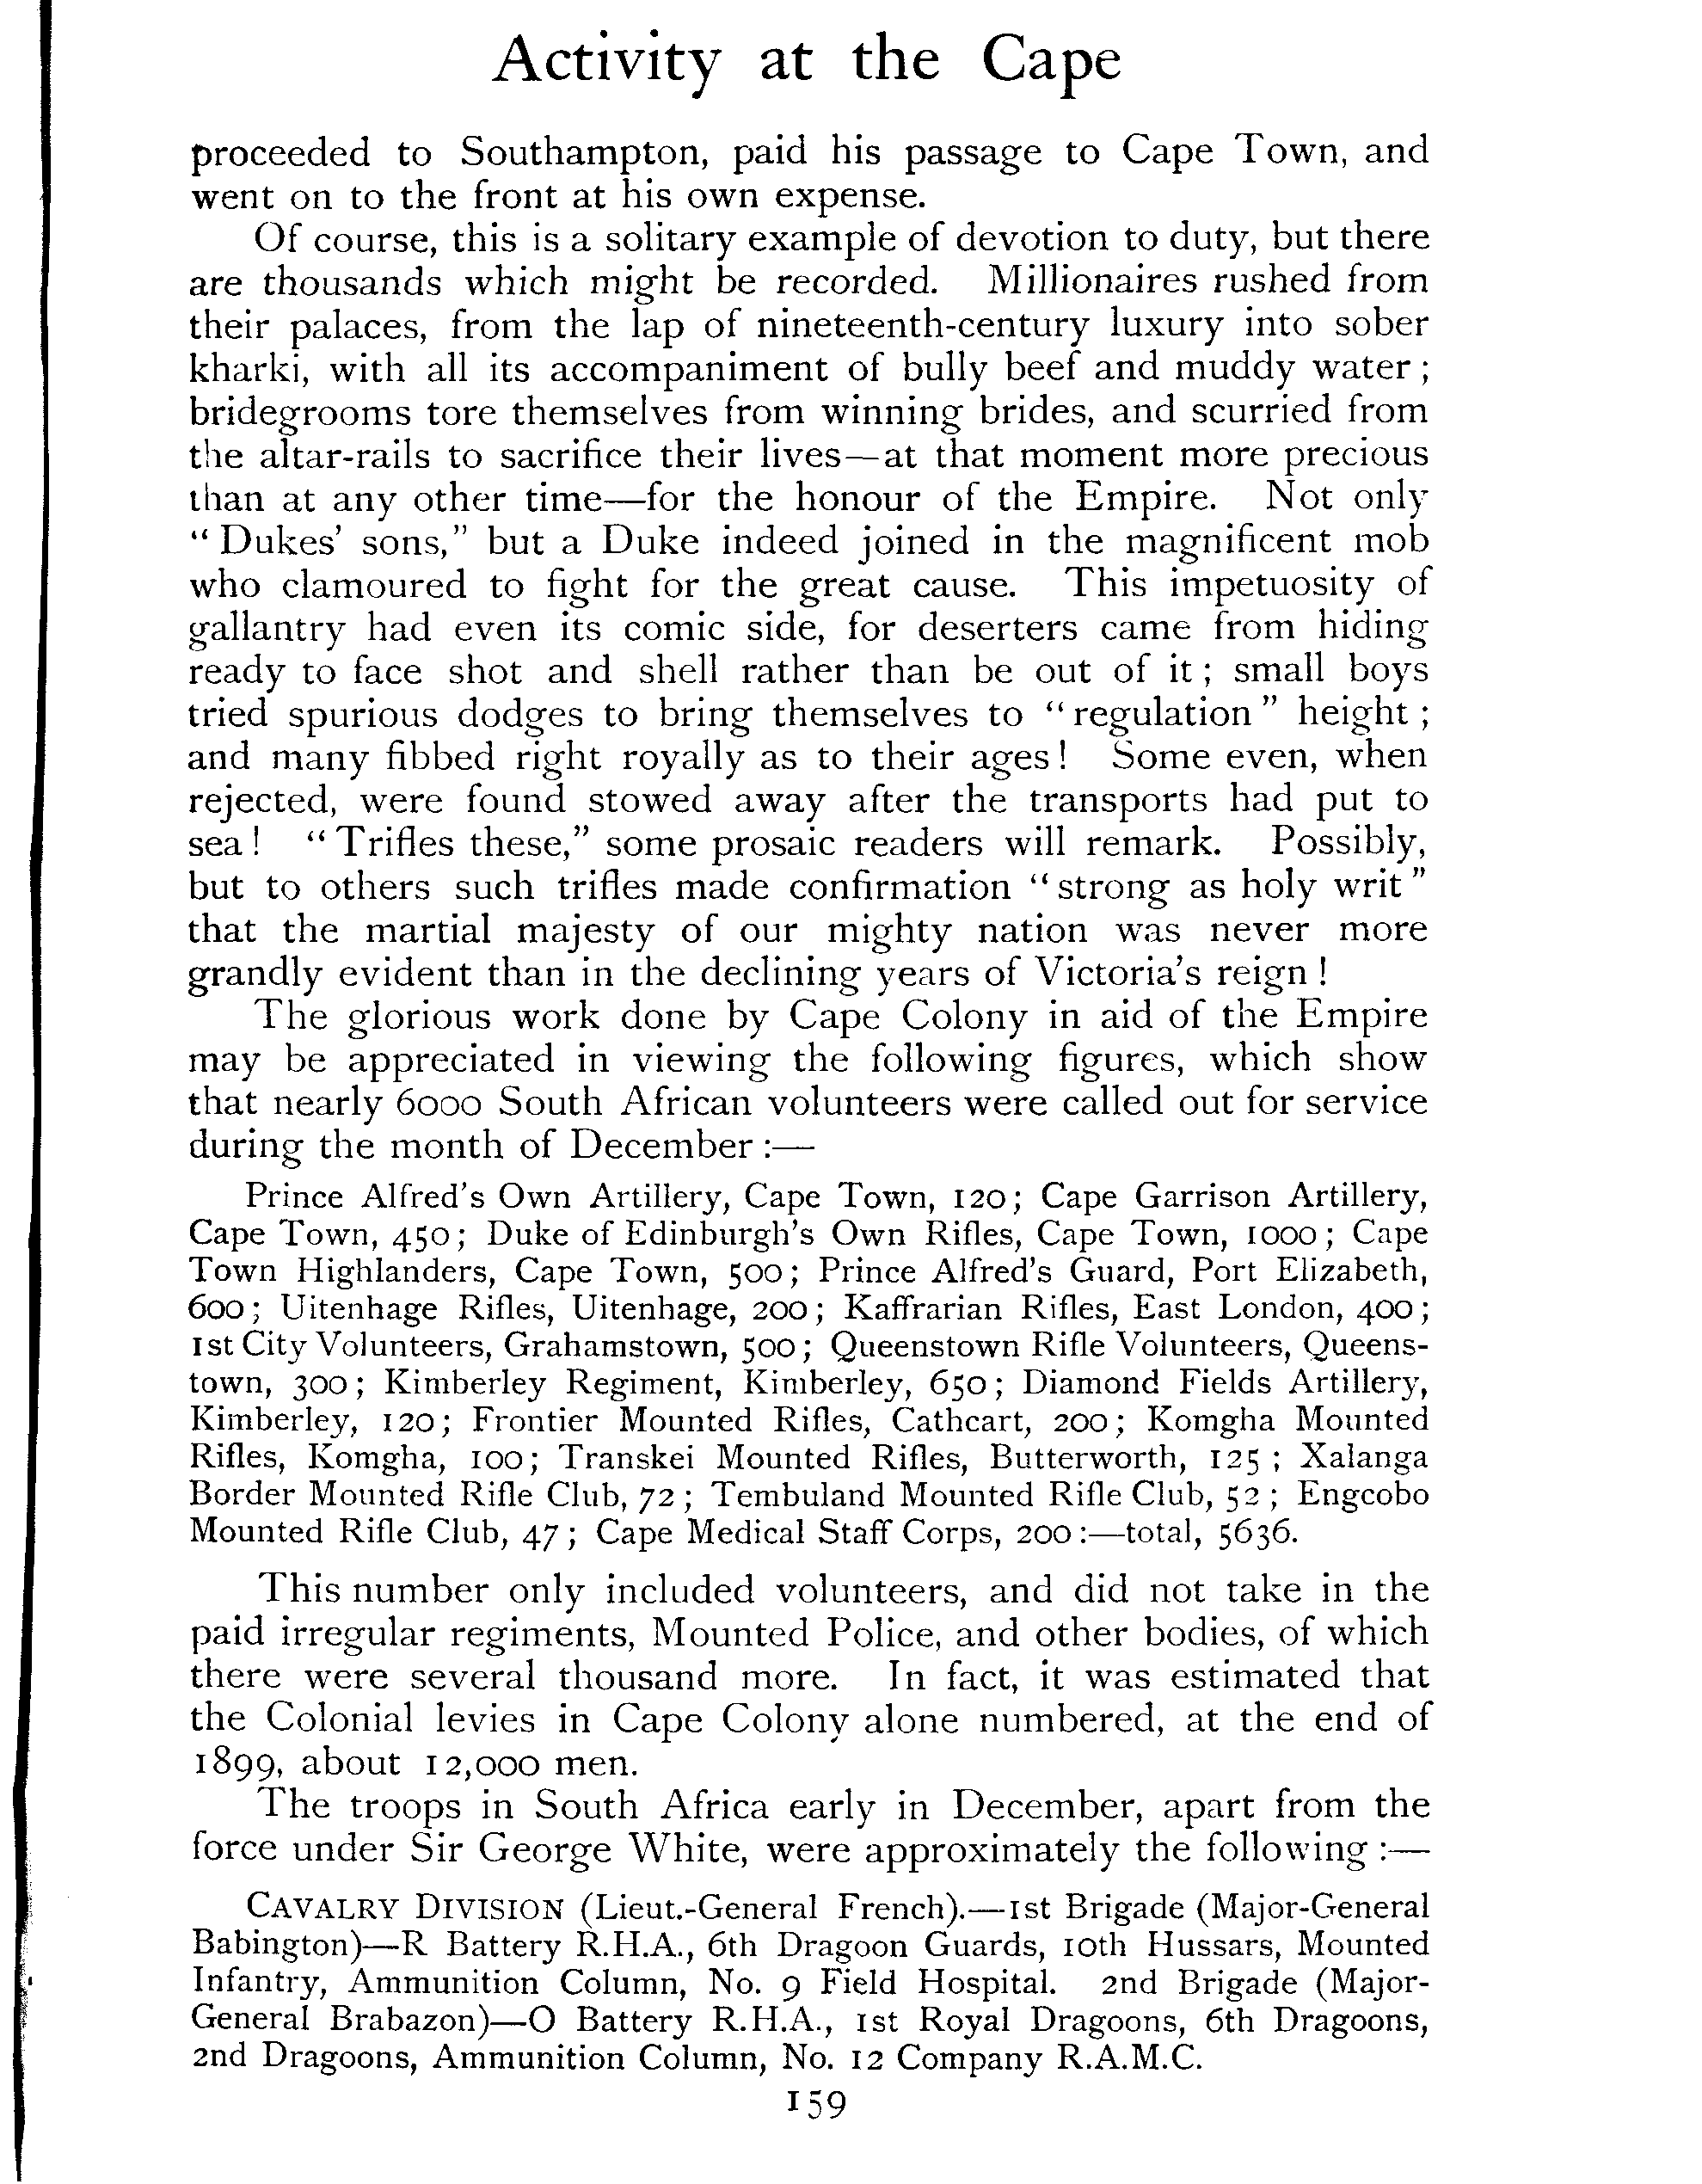 Activity at the Cape
proceeded to Southampton, paid his passage to Cape Town, and
went on to the front at his own expense.
Of course, this is a solitary example of devotion to duty, but there
are thousands which might be recorded. Millionaires rushed from
their palaces, from the lap of nineteenth-century luxury into sober
kharki, with all its accompaniment of bully beef and muddy water;
bridegrooms tore themselves from winning brides, and scurried from
the altar-rails to sacrifice their lives—at that moment more precious
than at any other time—for the honour of the Empire. Not only
"Dukes' sons," but a Duke indeed joined in the magnificent mob
who clamoured to fight for the great cause. This impetuosity of
gallantry had even its comic side, for deserters came from hiding
ready to face shot and shell rather than be out of it; small boys
tried spurious dodges to bring themselves to "regulation" height;
and many fibbed right royally as to their ages! Some even, when
rejected, were found stowed away after the transports had put to
sea! "Trifles these," some prosaic readers will remark. Possibly,
but to others such trifles made confirmation "strong as holy writ"
that the martial majesty of our mighty nation was never more
grandly evident than in the declining years of Victoria's reign!
The glorious work done by Cape Colony in aid of the Empire
may be appreciated in viewing the following figures, which show
that nearly 6000 South African volunteers were called out for service
during the month of December:—
Prince Alfred's Own Artillery, Cape Town, 120; Cape Garrison Artillery,
Cape Town, 450; Duke of Edinburgh's Own Rifles, Cape Town, 1000; Cape
Town Highlanders, Cape Town, 500; Prince Alfred's Guard, Port Elizabeth,
600; Uitenhage Rifles, Uitenhage, 200; Kaffrarian Rifles, East London, 400;
1st City Volunteers, Grahamstown, 500; Queenstown Rifle Volunteers, Queens-
town, 300; Kimberley Regiment, Kimberley, 650; Diamond Fields Artillery,
Kimberley, 120; Frontier Mounted Rifles, Cathcart, 200; Komgha Mounted
Rifles, Komgha, 100; Transkei Mounted Rifles, Butterworth, 125; Xalanga
Border Mounted Rifle Club, 72; Tembuland Mounted Rifle Club, 52; Engcobo
Mounted Rifle Club, 47; Cape Medical Staff Corps, 200:—total, 5636.
This number only included volunteers, and did not take in the
paid irregular regiments, Mounted Police, and other bodies, of which
there were several thousand more. In fact, it was estimated that
the Colonial levies in Cape Colony alone numbered, at the end of
1899, about 12,000 men.
The troops in South Africa early in December, apart from the
force under Sir George White, were approximately the following:—
CAVALRY DIVISION (Lieut.-General French).—1st Brigade (Major-General
Babington)—R Battery R.H.A., 6th Dragoon Guards, 10th Hussars, Mounted
Infantry, Ammunition Column, No. 9 Field Hospital. 2nd Brigade (Major-
General Brabazon)—O Battery R.H.A., 1st Royal Dragoons, 6th Dragoons,
2nd Dragoons, Ammunition Column, No. 12 Company R.A.M.C.
159